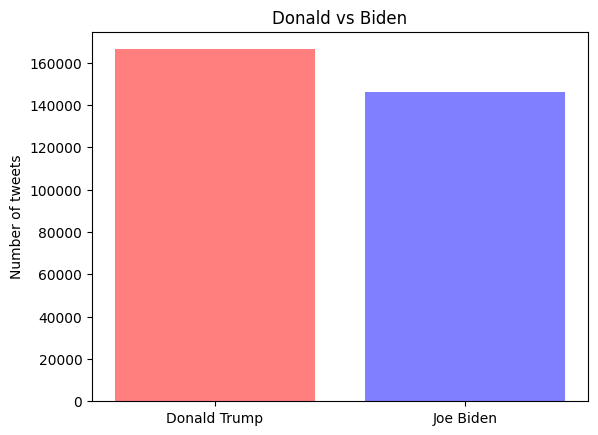 Donald vs Biden
Number of tweets
160000
140000
120000
100000
80000
60000
40000
20000
0
Donald Trump
Joe Biden